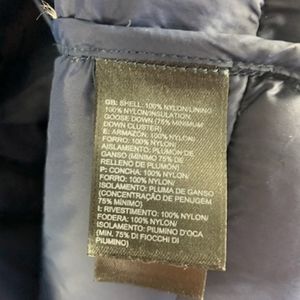 GB: SHELL: 100% NYLON/LINING:
100% NYLON/INSULATION:
GOOSE DOWN (75% MINIMUM
DOWN CLUSTER)
E: ARMAZON: 100% NYLON/
FORRO: 100% NYLON/
AISLAMIENTO: PLUMÓN DE
GANSO (MÍNIMO 75% DE
RELLENO DE PLUMÓN)
P: CONCHA: 100% NYLON/
FORRO: 100% NYLON/
ISOLAMENTO: PLUMA DE GANSO
(CONCENTRAÇÃO DE PENUGEM
75% MÍNIMO)
I: RIVESTIMENTO: 100% NYLON/
FODERA: 100% NYLON/
ISOLAMENTO: PIUMINO D'OCA
(MIN. 75% DI FIOCCHI DI
PIUMINO)